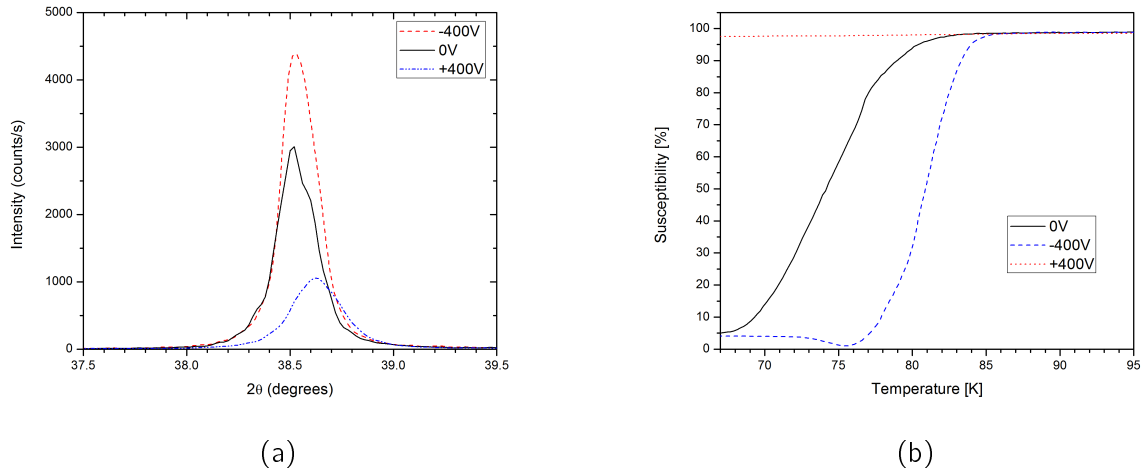 -400V
0V
+400V
5000
4000
3000
2000
1000
0
37.5
38.0
38.5
39.0
39.5
Intensity (counts/s)
2θ (degrees)
(a)
100
90
80
70
60
50
40
30
20
10
0
70
75
80
85
90
95
Susceptibility [%]
Temperature [K]
0V
-400V
+400V
(b)